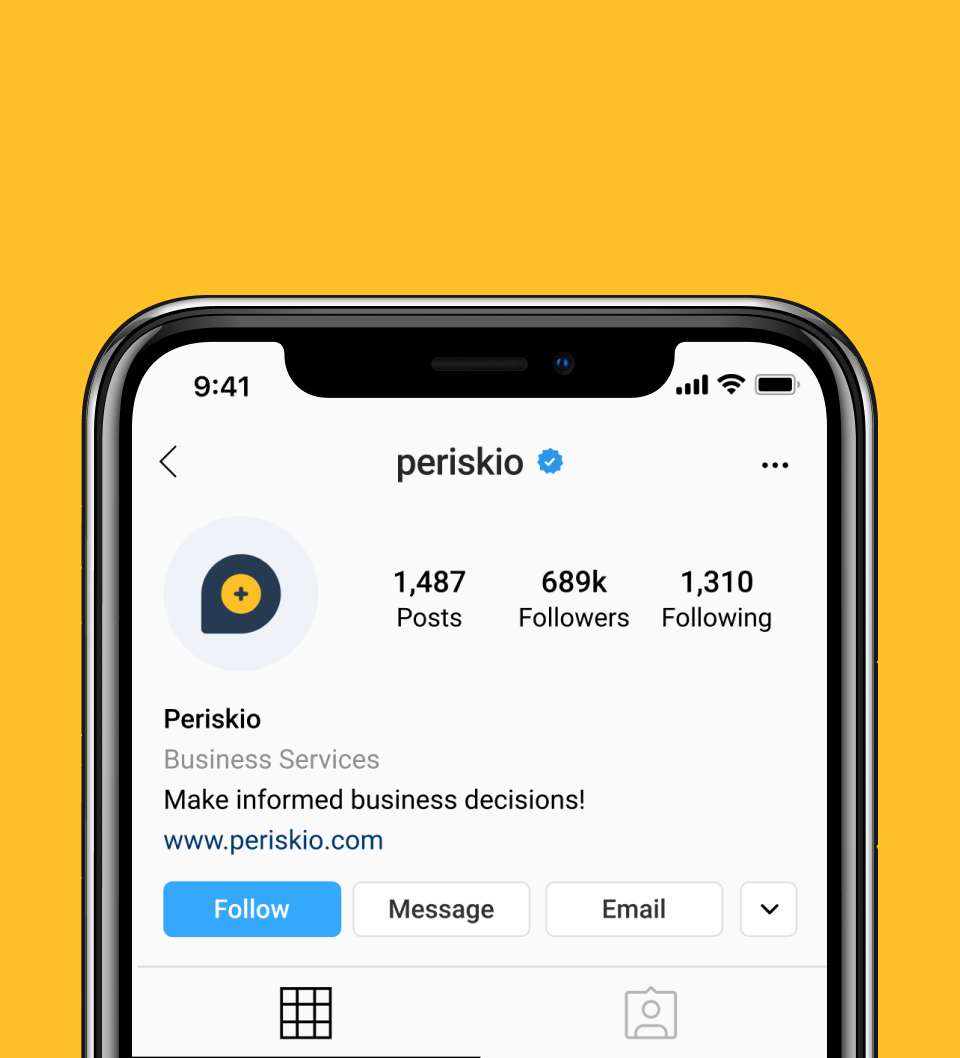 9:41
periskio
1,487 689k 1,310
Posts Followers Following
Periskio
Business Services
Make informed business decisions!
www.periskio.com
Follow Message Email